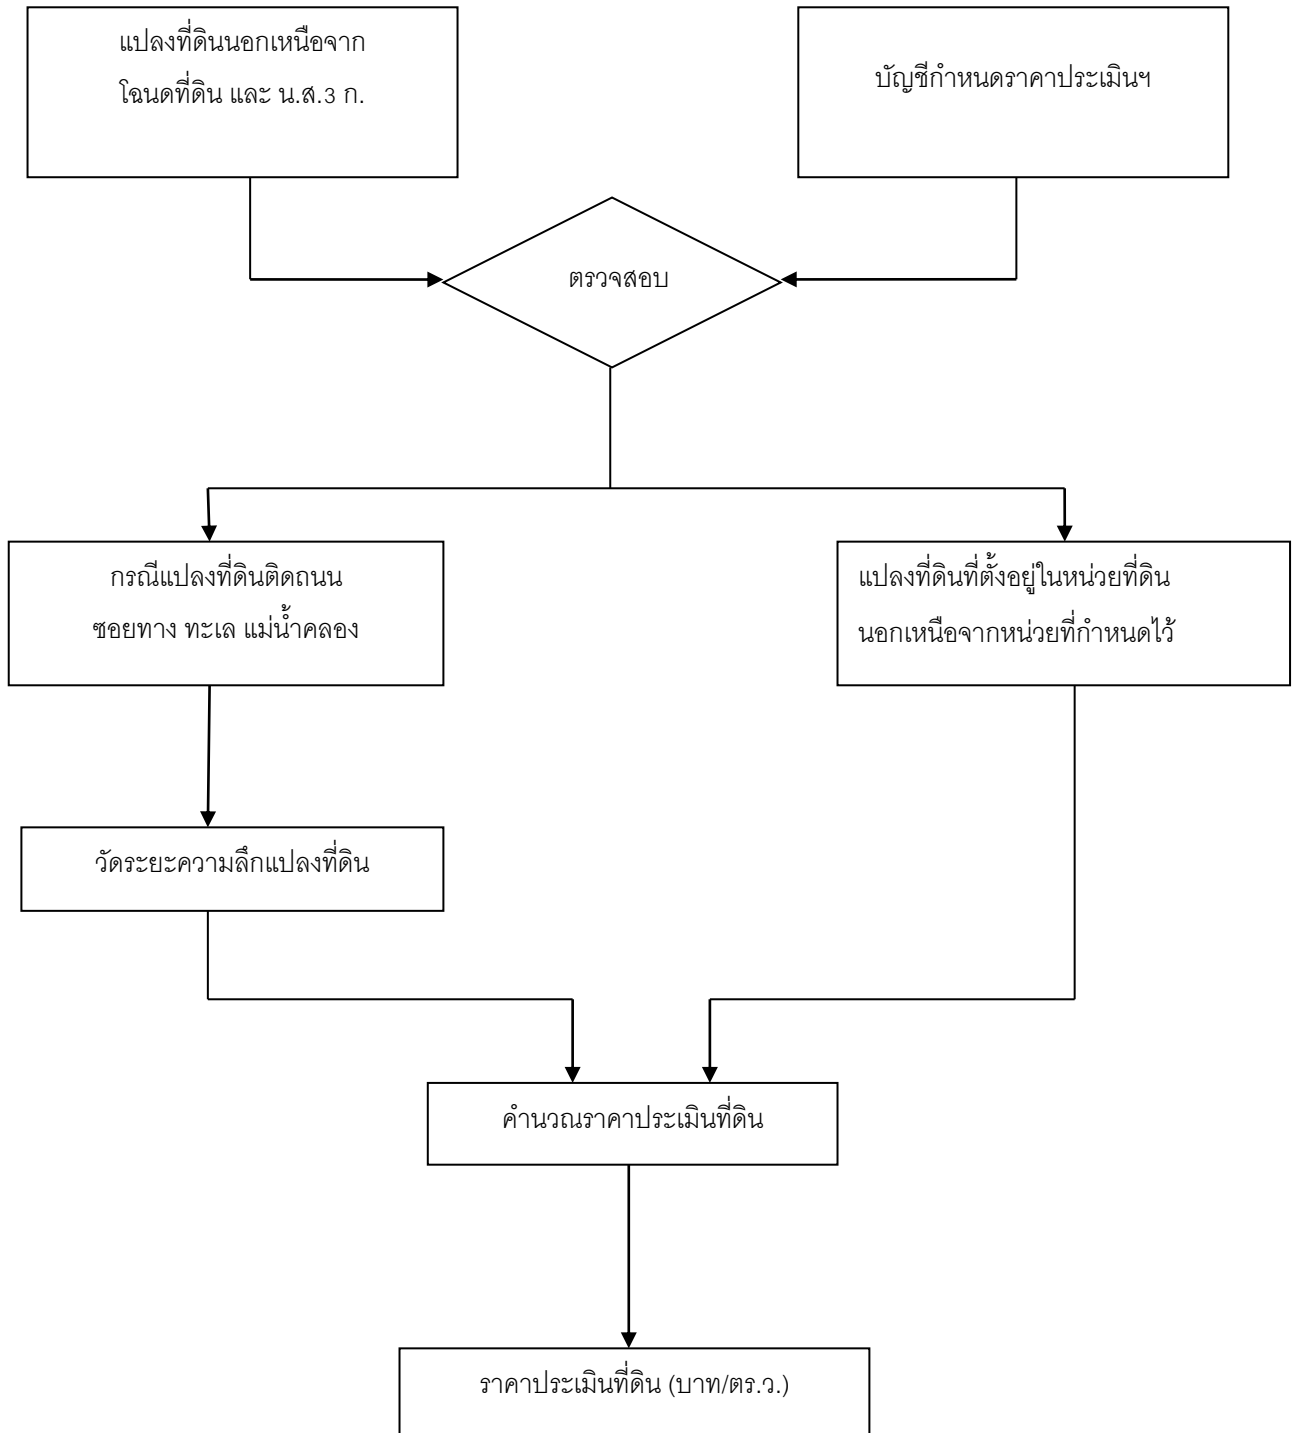 แปลงที่ดินนอกเหนือจาก
โฉนดที่ดิน และ น.ส.3 ก.
บัญชีกำหนดราคาประเมินฯ
ตรวจสอบ
กรณีแปลงที่ดินติดถนน
ซอยทาง ทะเล แม่น้ำคลอง
แปลงที่ดินที่ตั้งอยู่ในหน่วยที่ดิน
นอกเหนือจากหน่วยที่กำหนดไว้
วัดระยะความลึกแปลงที่ดิน
คำนวณราคาประเมินที่ดิน
ราคาประเมินที่ดิน (บาท/ตร.ว.)